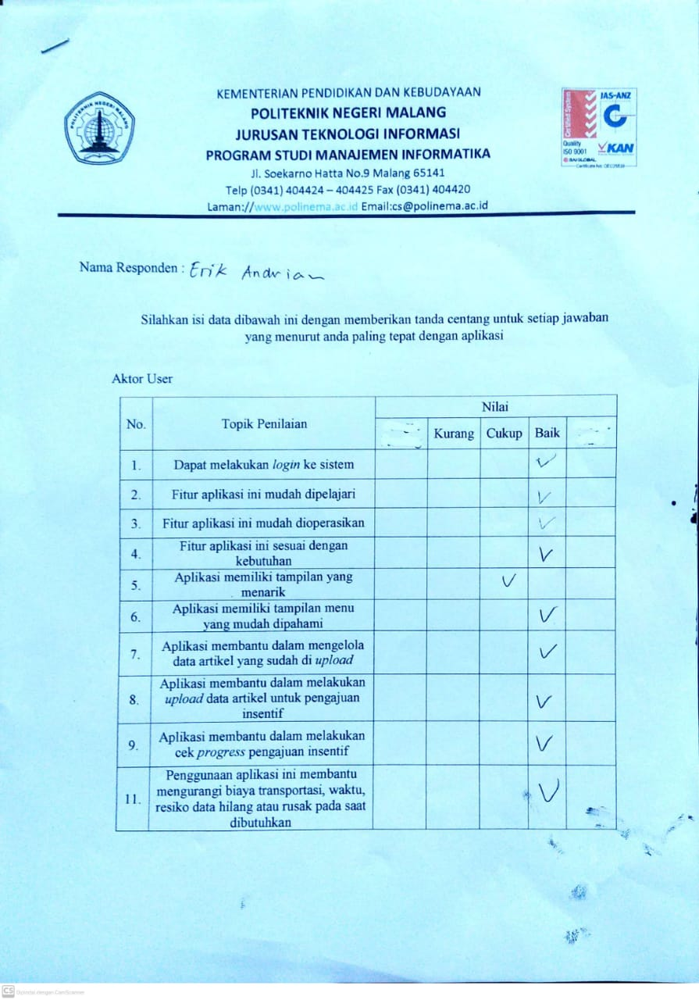 KEMENTERIAN PENDIDIKAN DAN KEBUDAYAAN
POLITEKNIK NEGERI MALANG
JURUSAN TEKNOLOGI INFORMASI
PROGRAM STUDI MANAJEMEN INFORMATIKA
Jl. Soekarno Hatta No.9 Malang 65141
Telp (0341) 404424 – 404425 Fax (0341) 404420
Laman://www.polinema.ac.id Email:cs@polinema.ac.id
POLITEKNIK NEGERI MALANG
Certified System
JAS-ANZ
Quality
ISO 9001
SAI GLOBAL
KAN
Nama Responden : Erik Andrian
Silahkan isi data dibawah ini dengan memberikan tanda centang untuk setiap jawaban
yang menurut anda paling tepat dengan aplikasi
Aktor User
No. Topik Penilaian Nilai
Kurang Cukup Baik
1. Dapat melakukan login ke sistem ✓
2. Fitur aplikasi ini mudah dipelajari ✓
3. Fitur aplikasi ini mudah dioperasikan ✓
4. Fitur aplikasi ini sesuai dengan
kebutuhan ✓
5. Aplikasi memiliki tampilan yang
menarik ✓
6. Aplikasi memiliki tampilan menu
yang mudah dipahami ✓
7. Aplikasi membantu dalam mengelola
data artikel yang sudah di upload ✓
8. Aplikasi membantu dalam melakukan
upload data artikel untuk pengajuan
insentif ✓
9. Aplikasi membantu dalam melakukan
cek progress pengajuan insentif ✓
11. Penggunaan aplikasi ini membantu
mengurangi biaya transportasi, waktu,
resiko data hilang atau rusak pada saat
dibutuhkan ✓
CS Dipindai dengan CamScanner